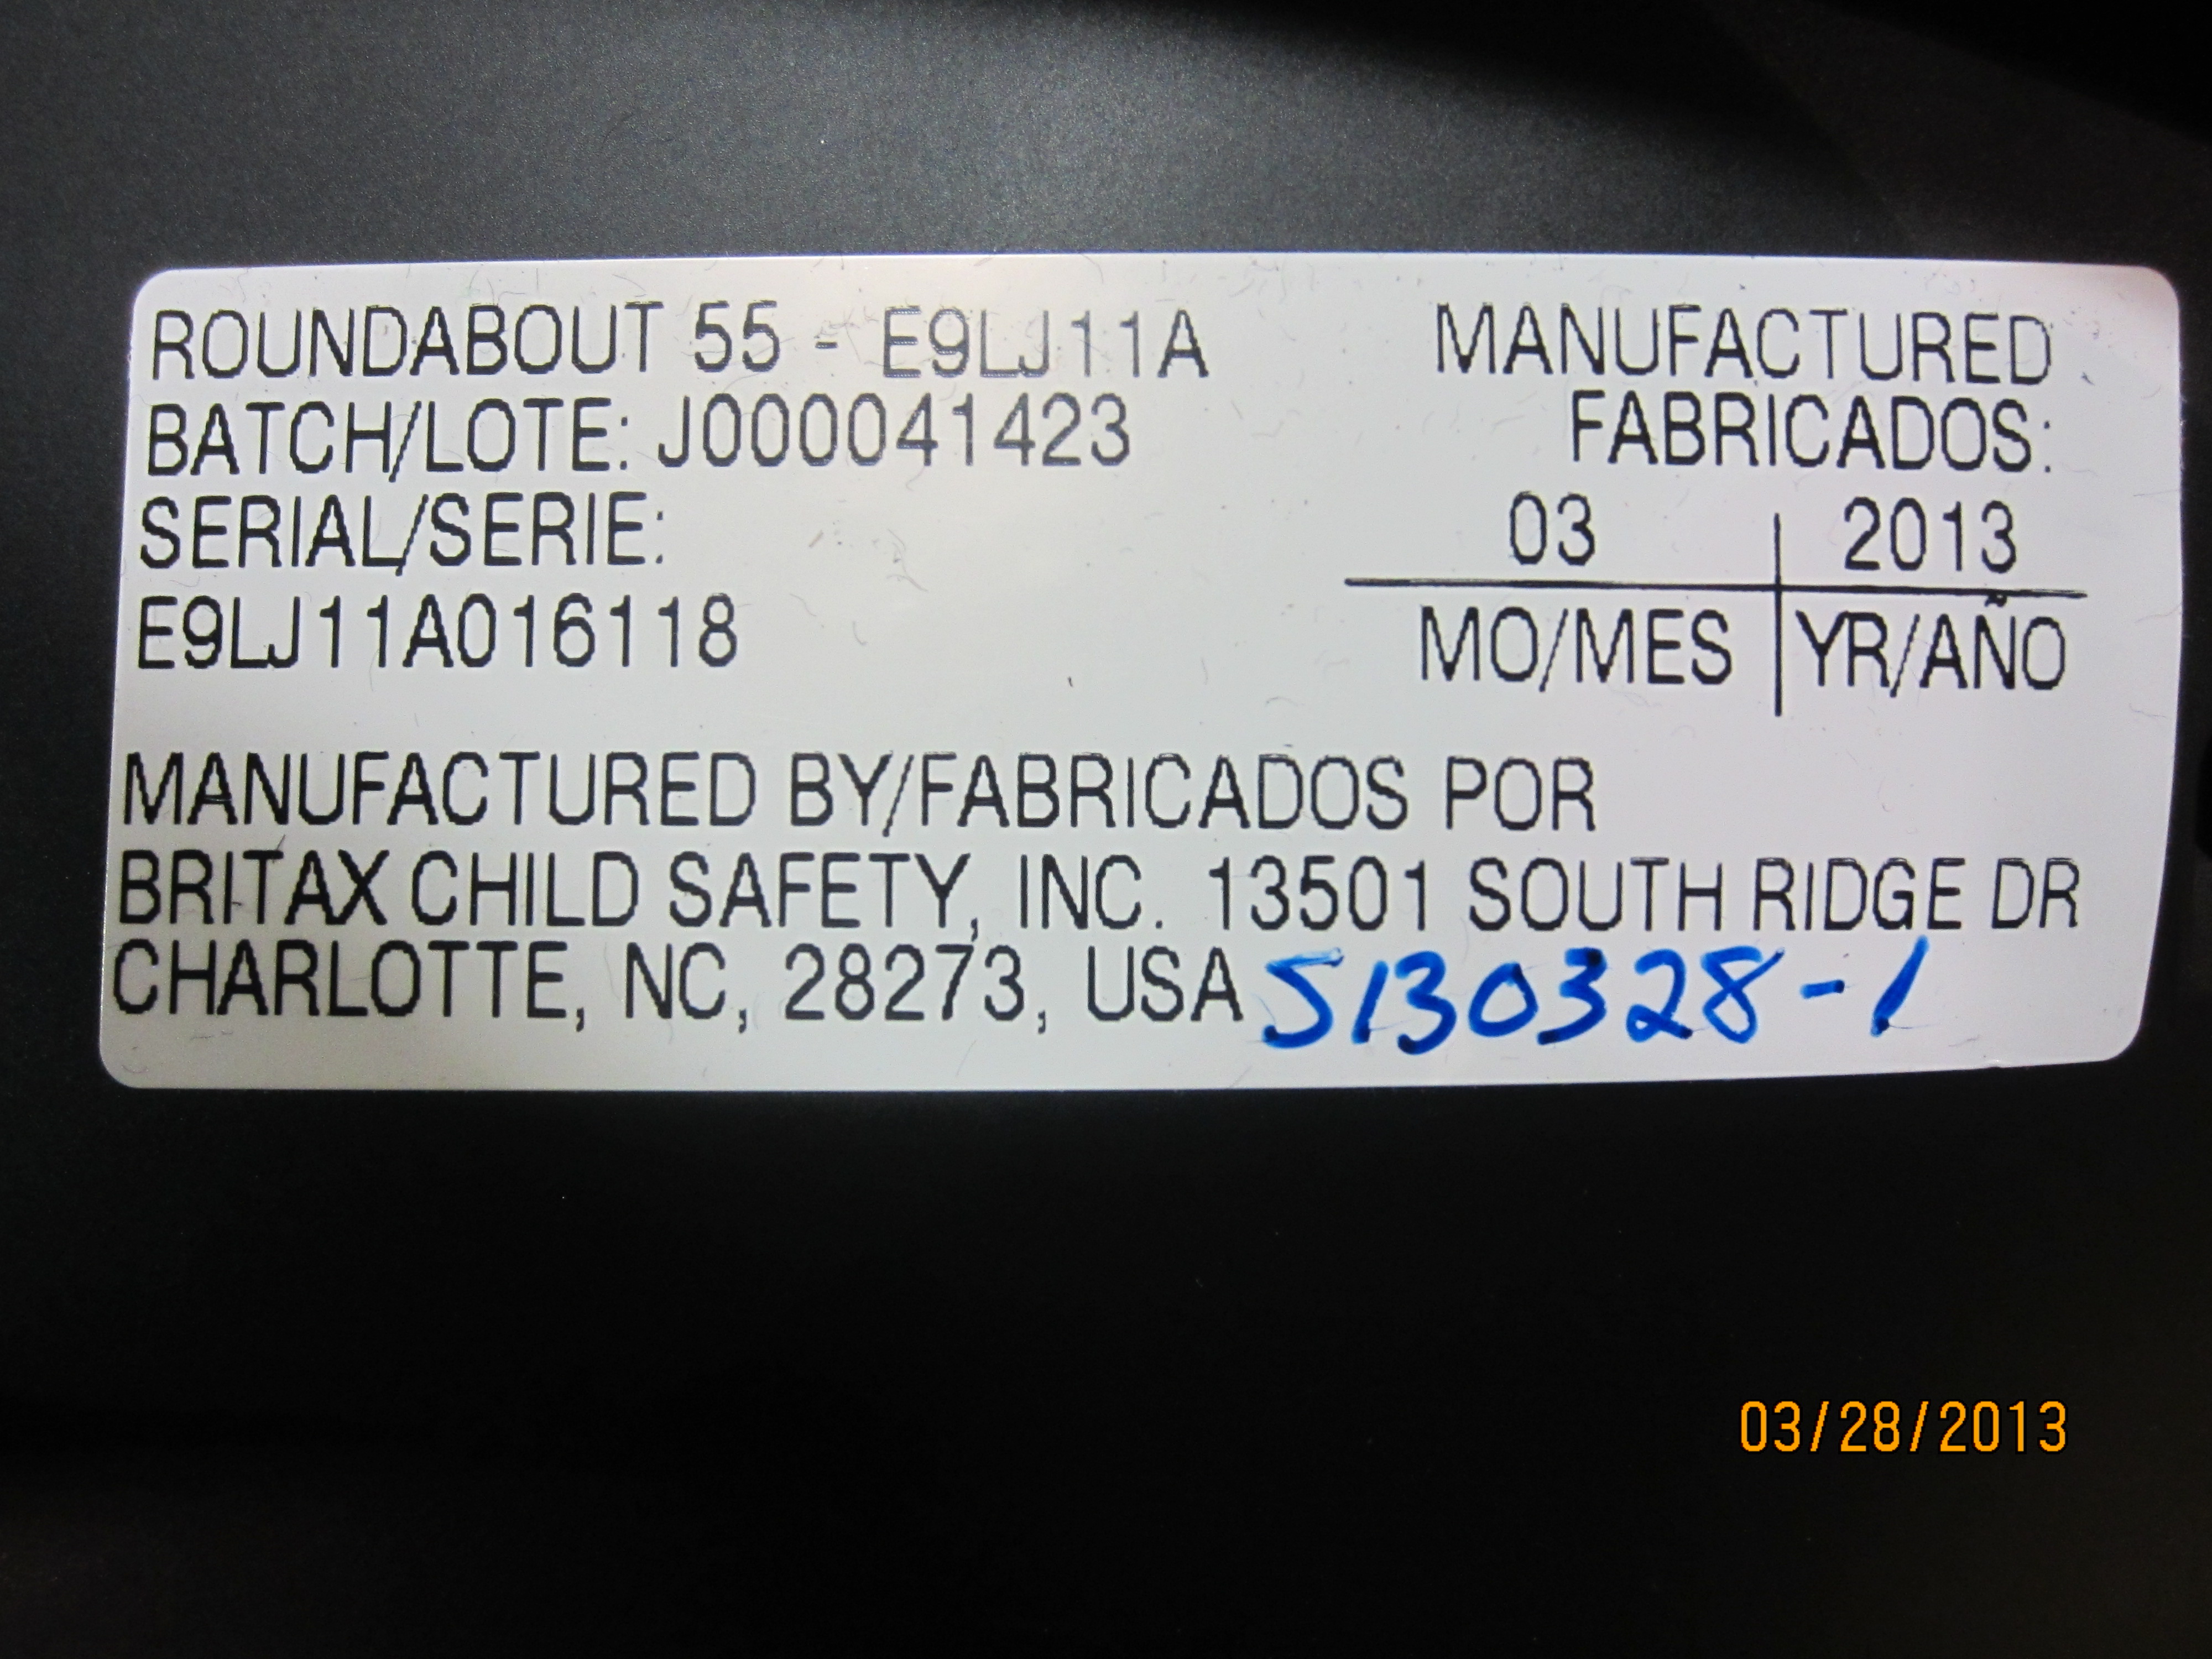 ROUNDABOUT 55 - E9LJ11A
BATCH/LOTE: J000041423
SERIAL/SERIE:
E9LJ11A016118
MANUFACTURED
FABRICADOS:
03 2013
MO/MES YR/AÑO
MANUFACTURED BY/FABRICADOS POR
BRITAX CHILD SAFETY, INC. 13501 SOUTH RIDGE DR
CHARLOTTE, NC, 28273, USA S130328-1
03/28/2013